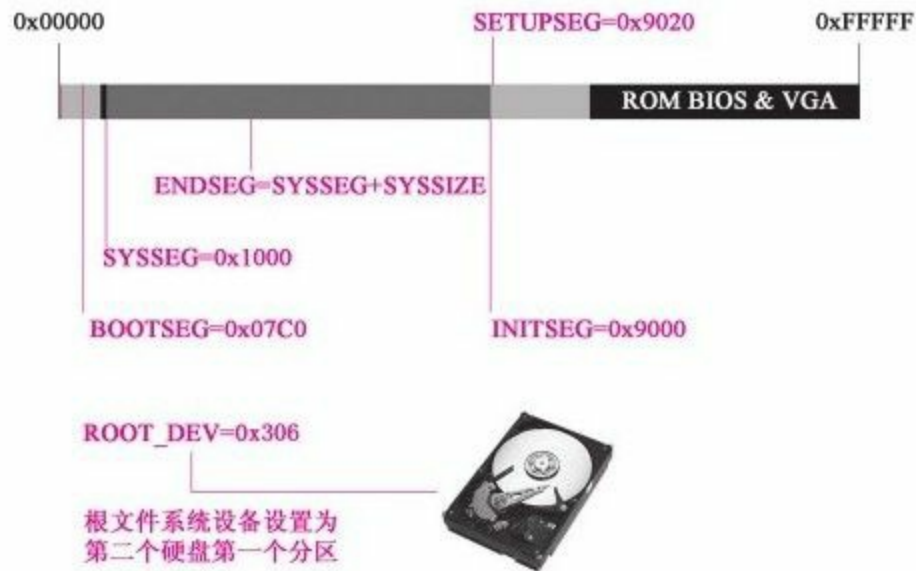 0x00000
SETUPSEG=0x9020
0xFFFFF
ROM BIOS & VGA
ENDSEG=SYSSEG+SYSSIZE
SYSSEG=0x1000
BOOTSEG=0x07C0
INITSEG=0x9000
ROOT_DEV=0x306
根文件系统设备设置为
第二个硬盘第一个分区